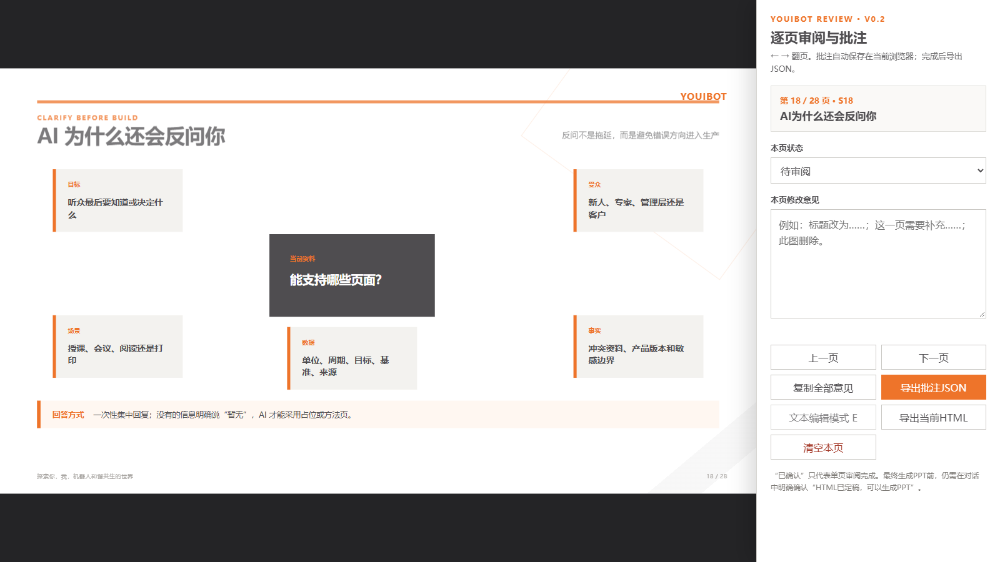 YOUIBOT
CLARIFY BEFORE BUILD
AI 为什么还会反问你
反问不是拖延，而是避免错误方向进入生产
目标
听众最后要知道或决定什
么
受众
新人、专家、管理层还是
客户
当前资料
能支持哪些页面？
场景
授课、会议、阅读还是打
印
数据
单位、周期、目标、基
准、来源
事实
冲突资料、产品版本和敏
感边界
回答方式 一次性集中回复；没有的信息明确说“暂无”，AI 才能采用占位或方法页。
探索你、我、机器人和谐共生的世界
18 / 28
YOUIBOT REVIEW • V0.2
逐页审阅与批注
← → 翻页。批注自动保存在当前浏览器；完成后导出
JSON。
第 18 / 28 页 • S18
AI为什么还会反问你
本页状态
待审阅
本页修改意见
例如：标题改为……；这一页需要补充……；
此图删除。
上一页
下一页
复制全部意见
导出批注JSON
文本编辑模式 E
导出当前HTML
清空本页
“已确认”只代表单页审阅完成。最终生成PPT前，仍需在对话
中明确确认“HTML已定稿，可以生成PPT”。